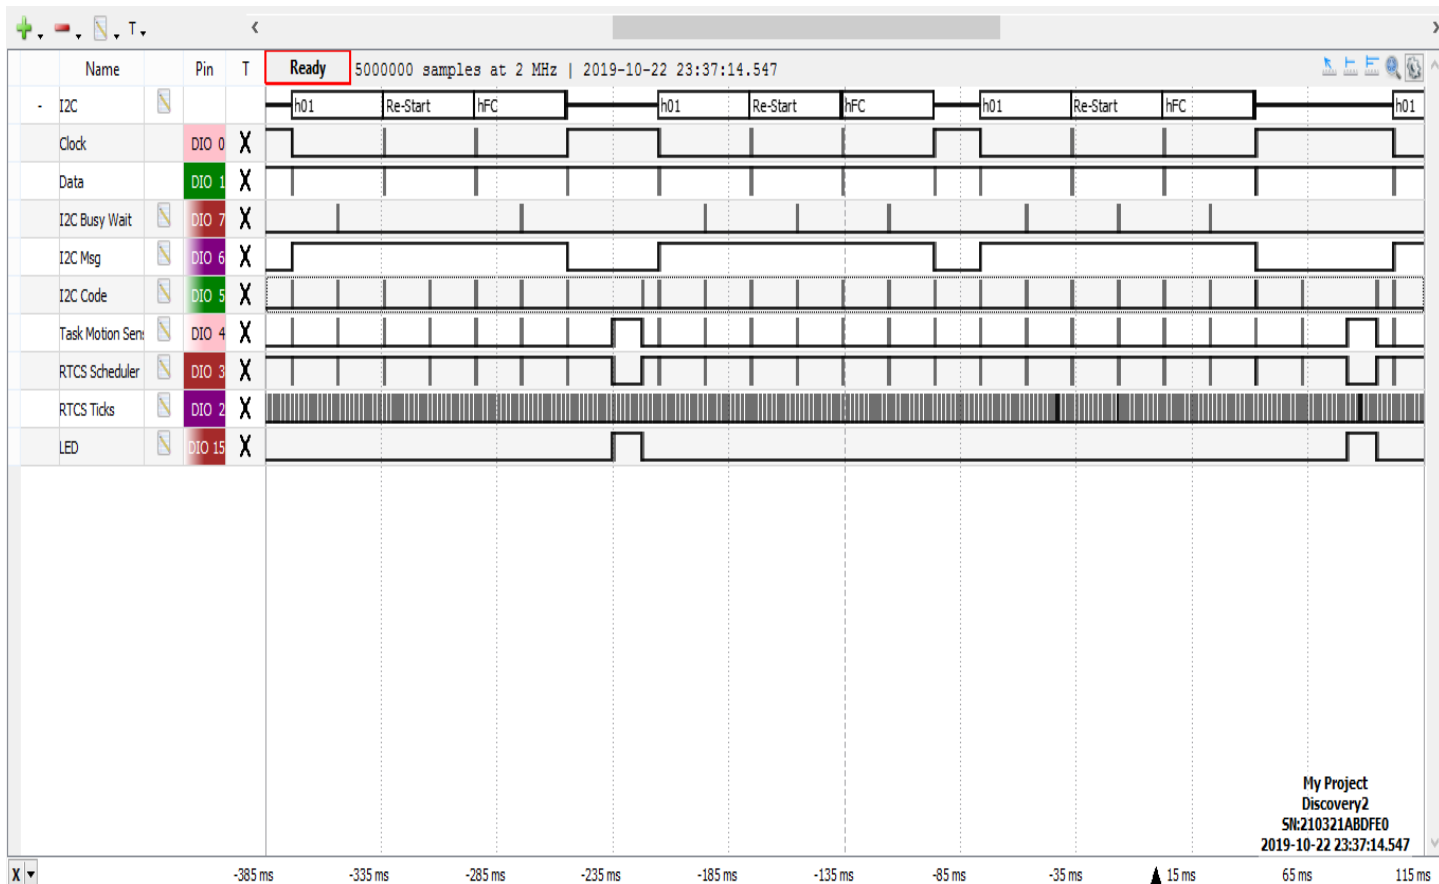 T
Name Pin T Ready 5000000 samples at 2 MHz | 2019-10-22 23:37:14.547
- I2C h01 Re-Start hFC h01 Re-Start hFC h01 Re-Start hFC h01
Clock DIO 0 X
Data DIO 1 X
I2C Busy Wait DIO 7 X
I2C Msg DIO 6 X
I2C Code DIO 5 X
Task Motion Sen DIO 4 X
RTCS Scheduler DIO 3 X
RTCS Ticks DIO 2 X
LED DIO 15 X
My Project
Discovery2
SN:210321ABDFE0
2019-10-22 23:37:14.547
X -385 ms -335 ms -285 ms -235 ms -185 ms -135 ms -85 ms -35 ms 15 ms 65 ms 115 ms